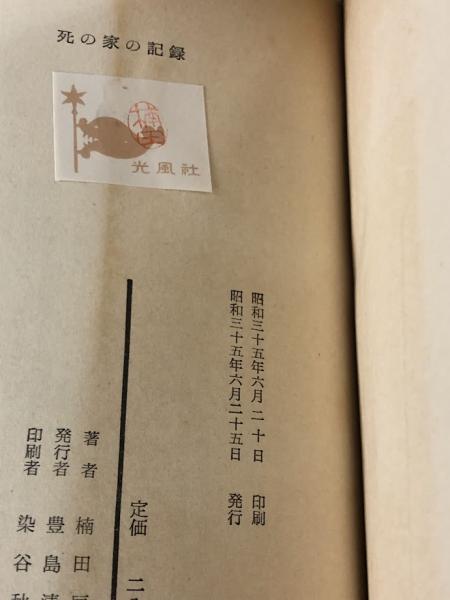 死の家の記録
光風社
昭和三十五年六月二十日 印刷
昭和三十五年六月二十五日 発行
定価 二
著者 楠田
発行者 豊島
印刷者 染谷